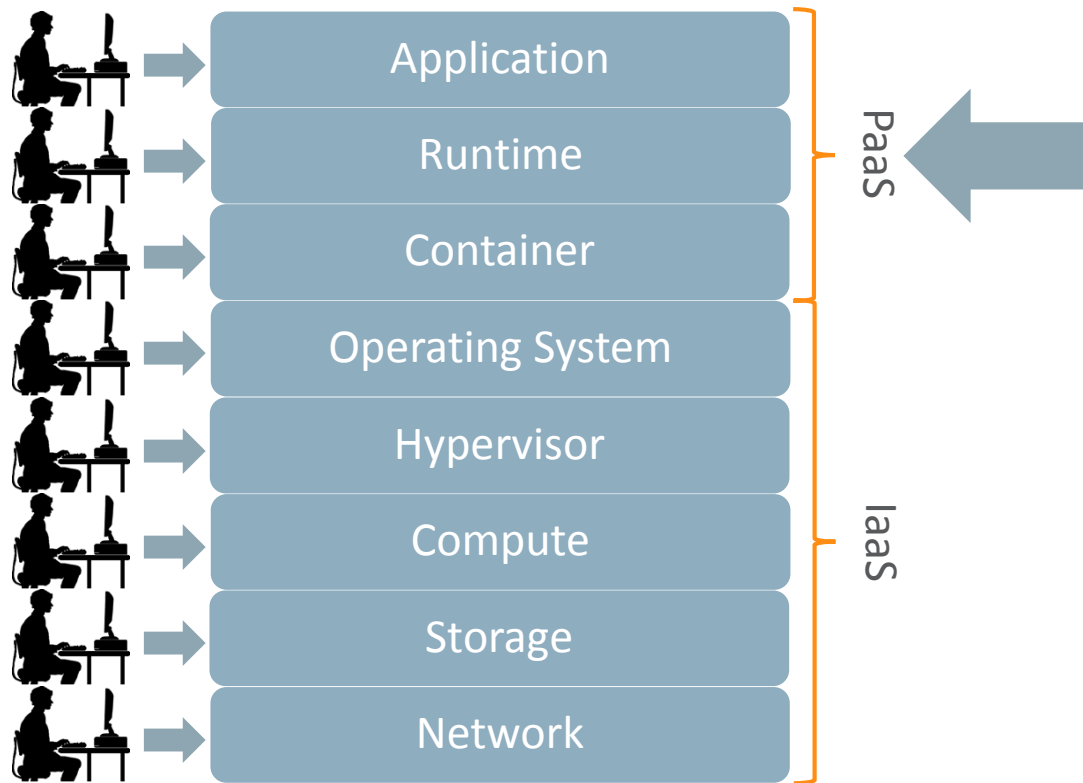 Application
Runtime
Container
Operating System
Hypervisor
Compute
Storage
Network
PaaS
IaaS